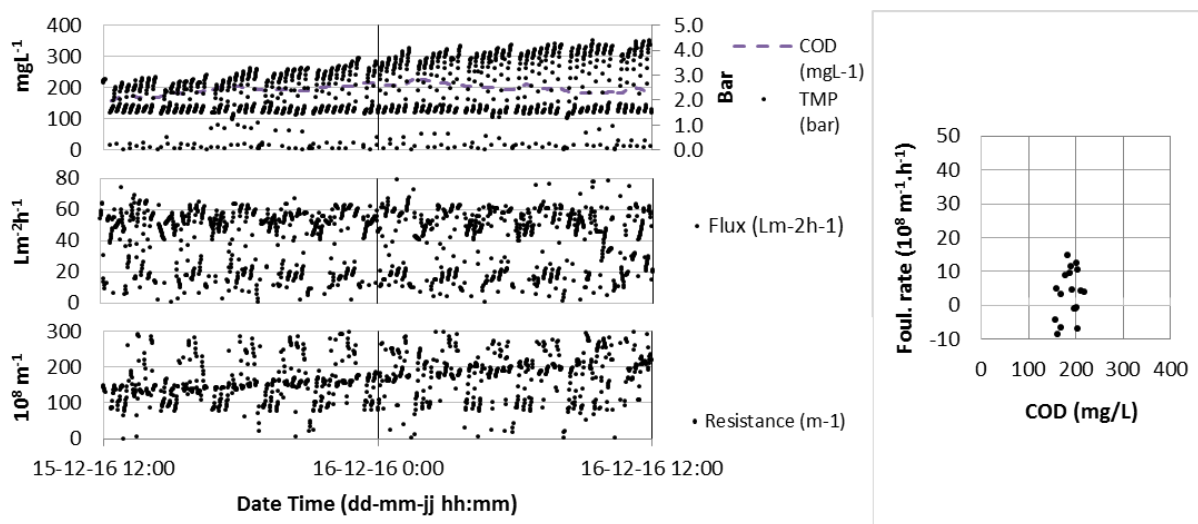 400
300
200
100
0
mgL-1
5.0
4.0
3.0
2.0
1.0
0.0
Bar
COD
(mgL-1)
TMP
(bar)
80
60
40
20
0
Lm-2h-1
Flux (Lm-2h-1)
300
200
100
0
10⁸ m-1
Resistance (m-1)
15-12-16 12:00
16-12-16 0:00
16-12-16 12:00
Date Time (dd-mm-jj hh:mm)
50
40
30
20
10
0
-10
Foul. rate (10⁸ m-1.h-1)
0 100 200 300 400
COD (mg/L)